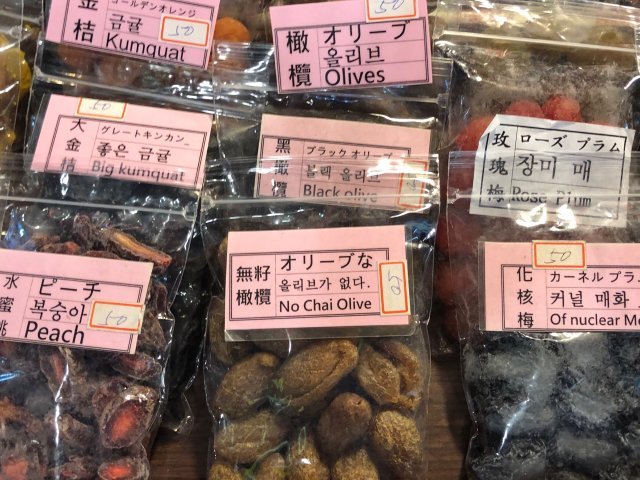 金桔
ゴールデンオレンジ
금귤
Kumquat
50
橄欖
オリーブ
올리브
Olives
50
大金桔
グレートキンカン
좋은 금귤
Big kumquat
50
黑橄欖
ブラックオリーブ
블랙 올리브
Black olive
玫瑰梅
ローズ プラム
장미 매
Rose Plum
水蜜桃
ピーチ
복숭아
Peach
50
無籽橄欖
オリーブな
올리브가 없다.
No Chai Olive
化核梅
カーネル プラ
커널 매화
Of nuclear Me
50